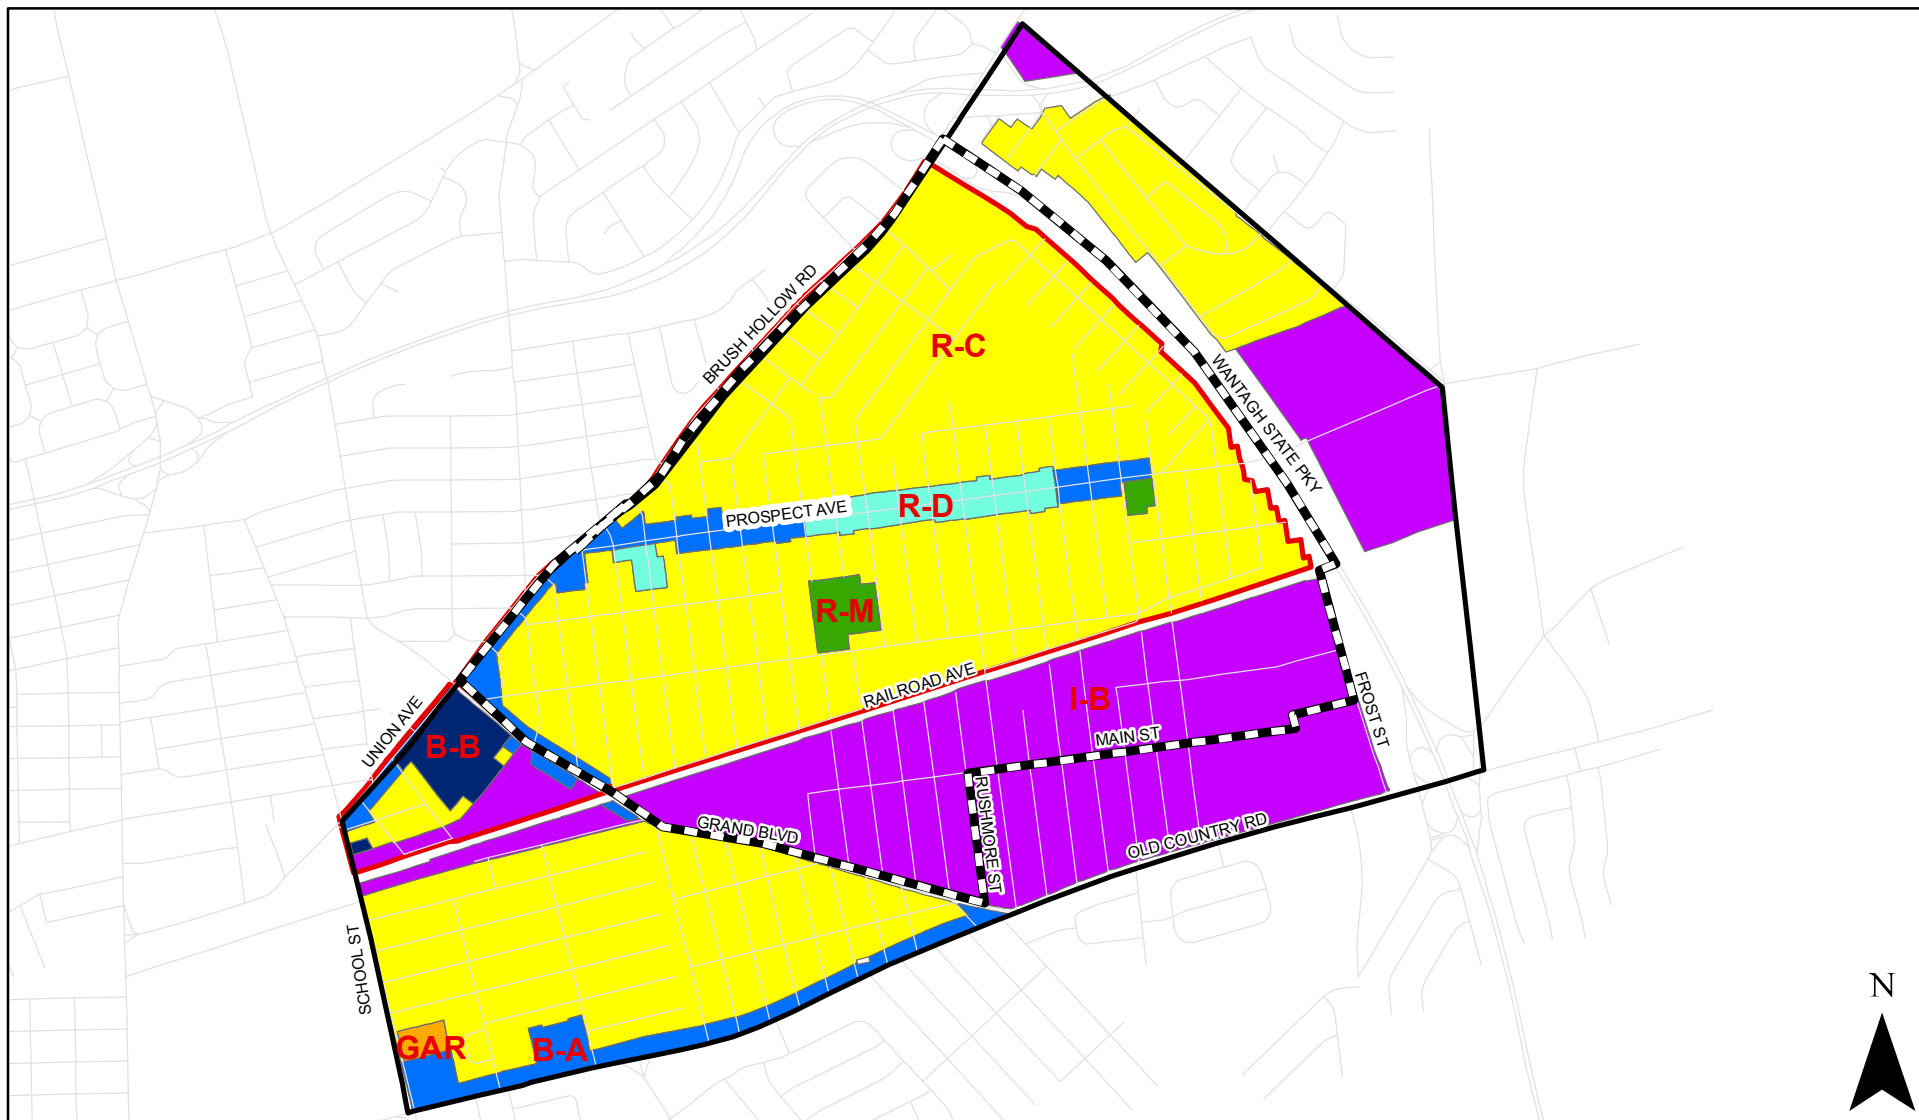 BRUSH HOLLOW RD
R-C
WANTAGH STATE PKY
PROSPECT AVE
R-D
R-M
RAILROAD AVE
I-B
FROST ST
UNION AVE
B-B
MAIN ST
RUSHMORE ST
GRAND BLVD
OLD COUNTRY RD
SCHOOL ST
N
GAR
B-A